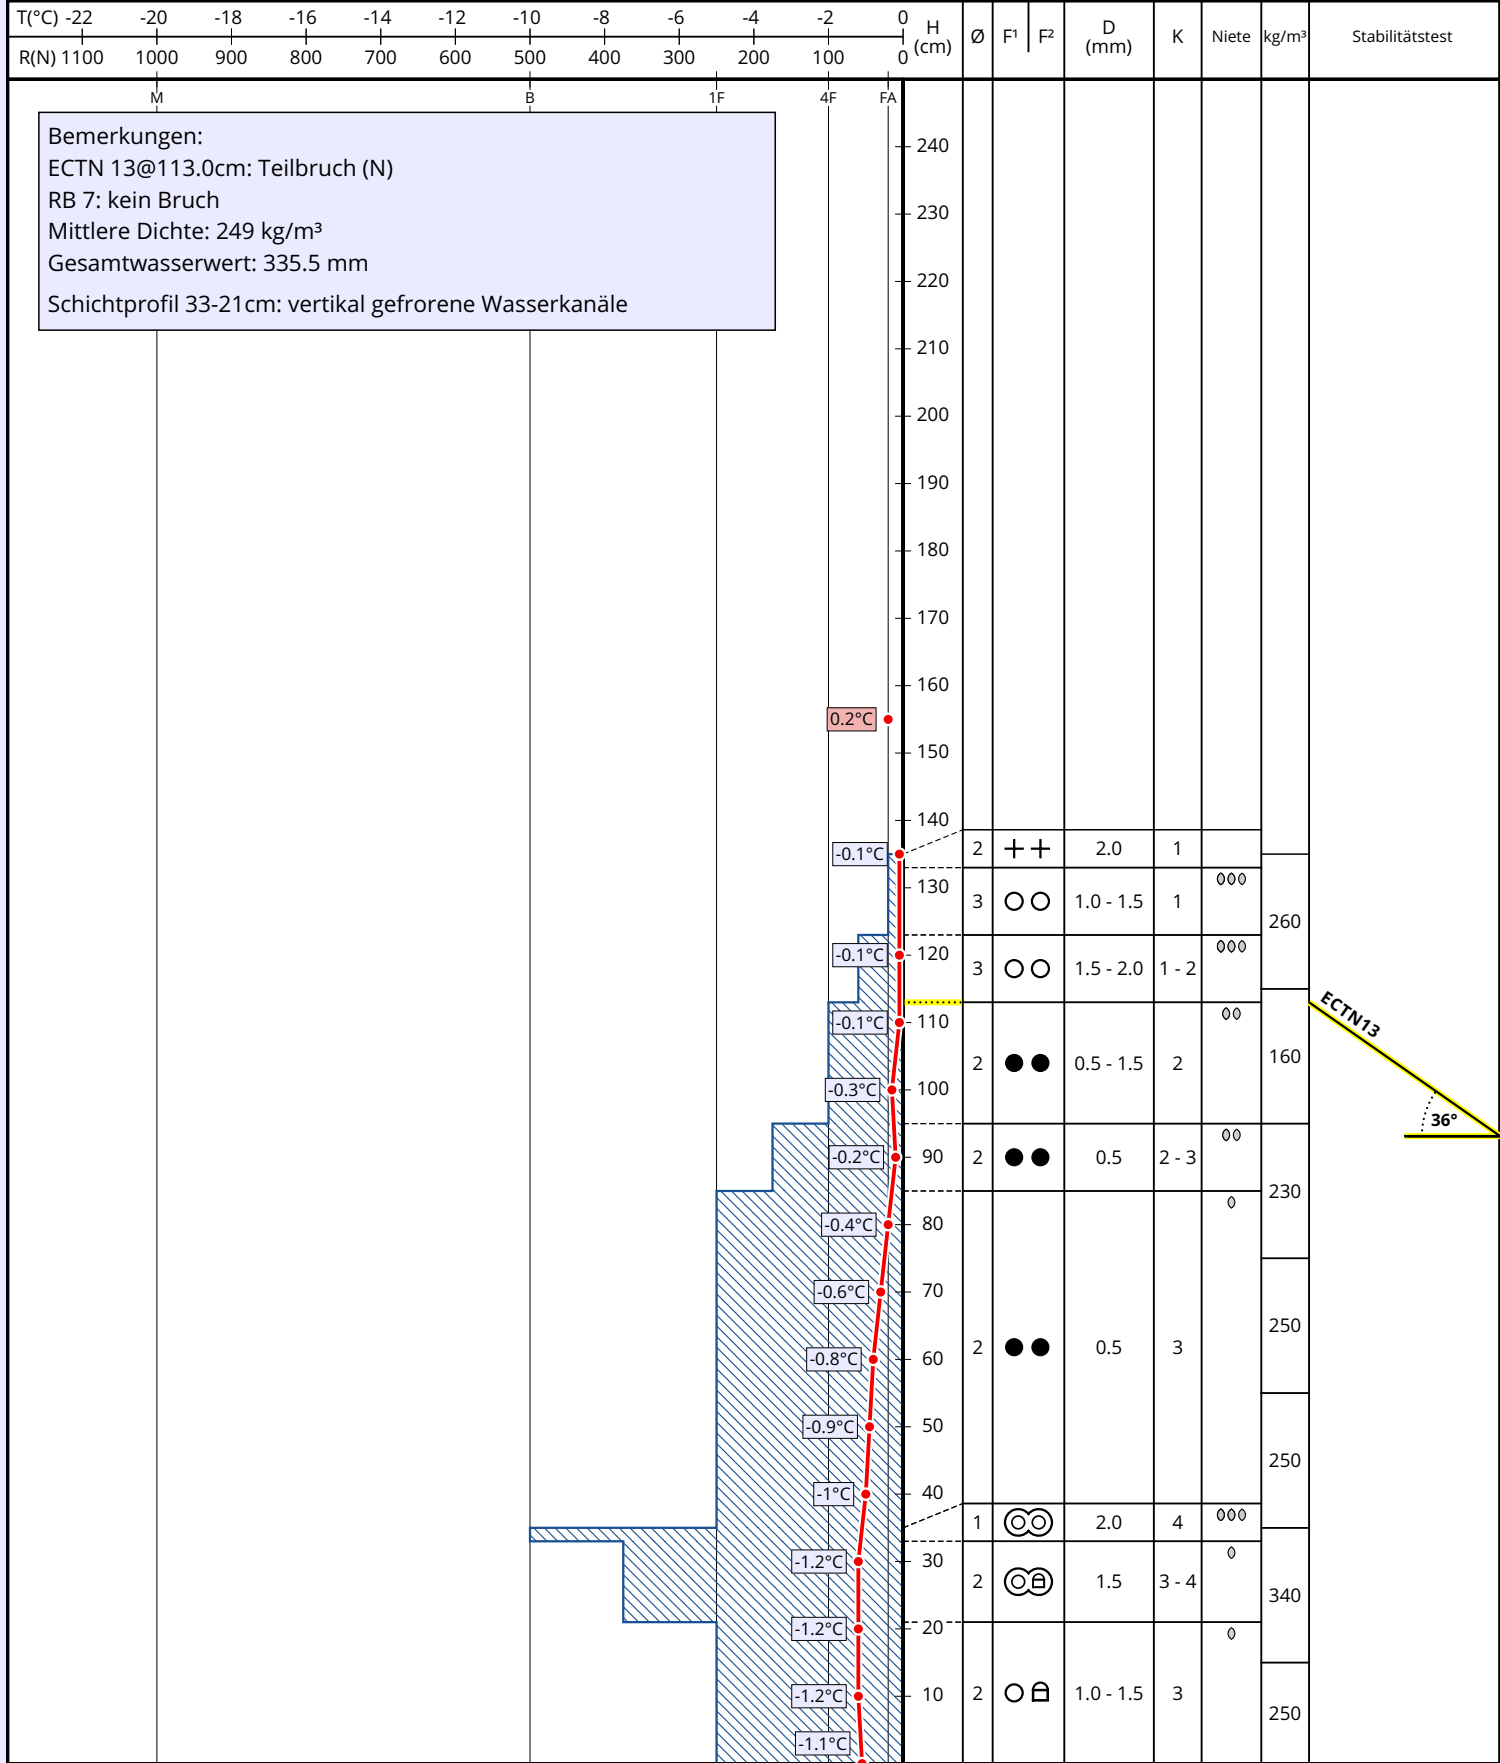 T(°C) -22 -20 -18 -16 -14 -12 -10 -8 -6 -4 -2 0
R(N) 1100 1000 900 800 700 600 500 400 300 200 100 0
H (cm) Ø F¹ F² D (mm) K Niete kg/m³ Stabilitätstest
M B 1F 4F FA
Bemerkungen:
ECTN 13@113.0cm: Teilbruch (N)
RB 7: kein Bruch
Mittlere Dichte: 249 kg/m³
Gesamtwasserwert: 335.5 mm
Schichtprofil 33-21cm: vertikal gefrorene Wasserkanäle
240
230
220
210
200
190
180
170
160
0.2°C
150
140
2 ++ 2.0 1
-0.1°C
130
3 1.0 - 1.5 1
260
-0.1°C 120
3 1.5 - 2.0 1 - 2
ECTN13
-0.1°C 110
160
2 0.5 - 1.5 2
-0.3°C 100
36°
-0.2°C 90 2 0.5 2 - 3
230
-0.4°C 80
-0.6°C 70
250
2 0.5 3
-0.8°C 60
-0.9°C 50
250
-1°C 40
1 2.0 4
-1.2°C 30
2 1.5 3 - 4
340
-1.2°C 20
-1.2°C 10 2 1.0 - 1.5 3
250
-1.1°C